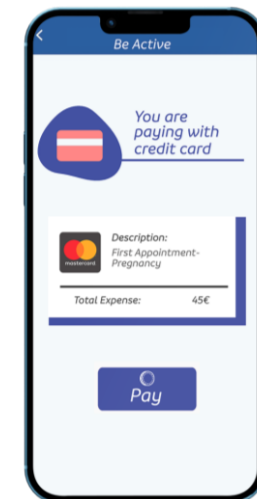 Be Active
You are
paying with
credit card
Description:
First Appointment-
Pregnancy
mastercard
Total Expense: 45€
Pay